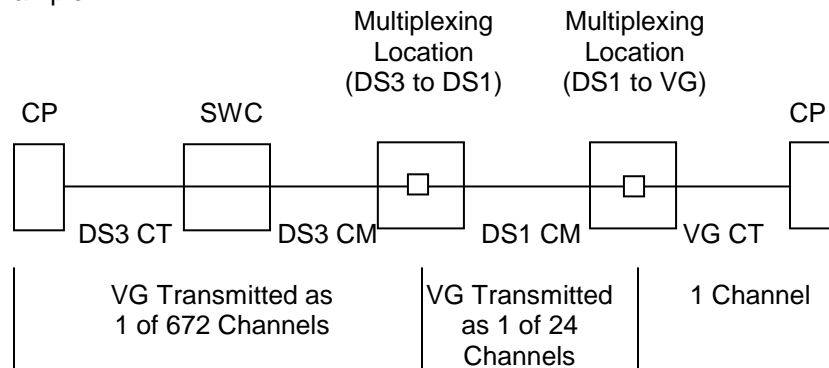 Multiplexing
Location
(DS3 to DS1)
Multiplexing
Location
(DS1 to VG)
CP
SWC
CP
DS3 CT
DS3 CM
DS1 CM
VG CT
VG Transmitted as
1 of 672 Channels
VG Transmitted
as 1 of 24
Channels
1 Channel